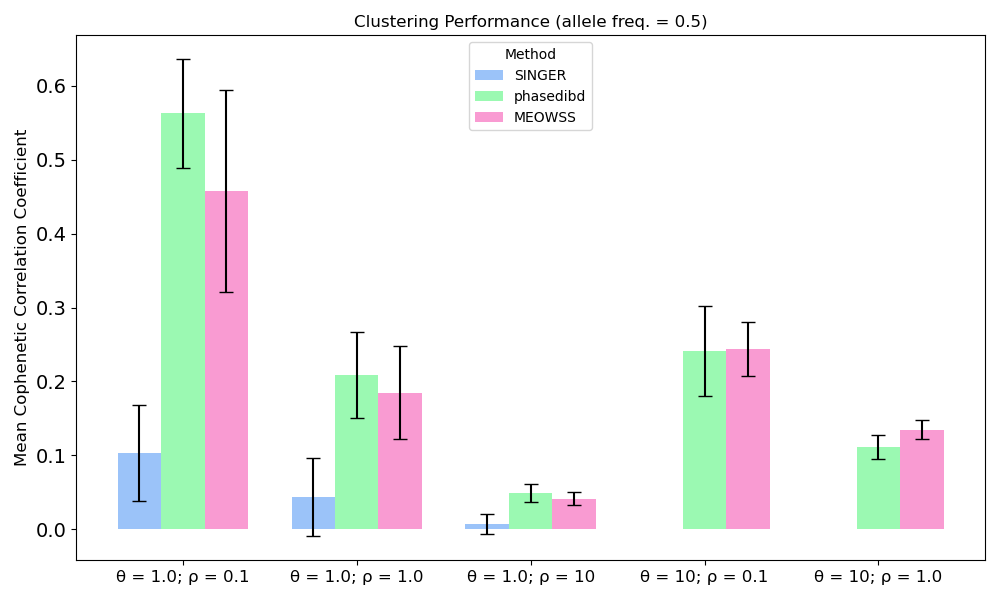 Clustering Performance (allele freq. = 0.5)
Mean Cophenetic Correlation Coefficient
0.6
0.5
0.4
0.3
0.2
0.1
0.0
Method
SINGER
phasedibd
MEOWSS
θ = 1.0; ρ = 0.1
θ = 1.0; ρ = 1.0
θ = 1.0; ρ = 10
θ = 10; ρ = 0.1
θ = 10; ρ = 1.0